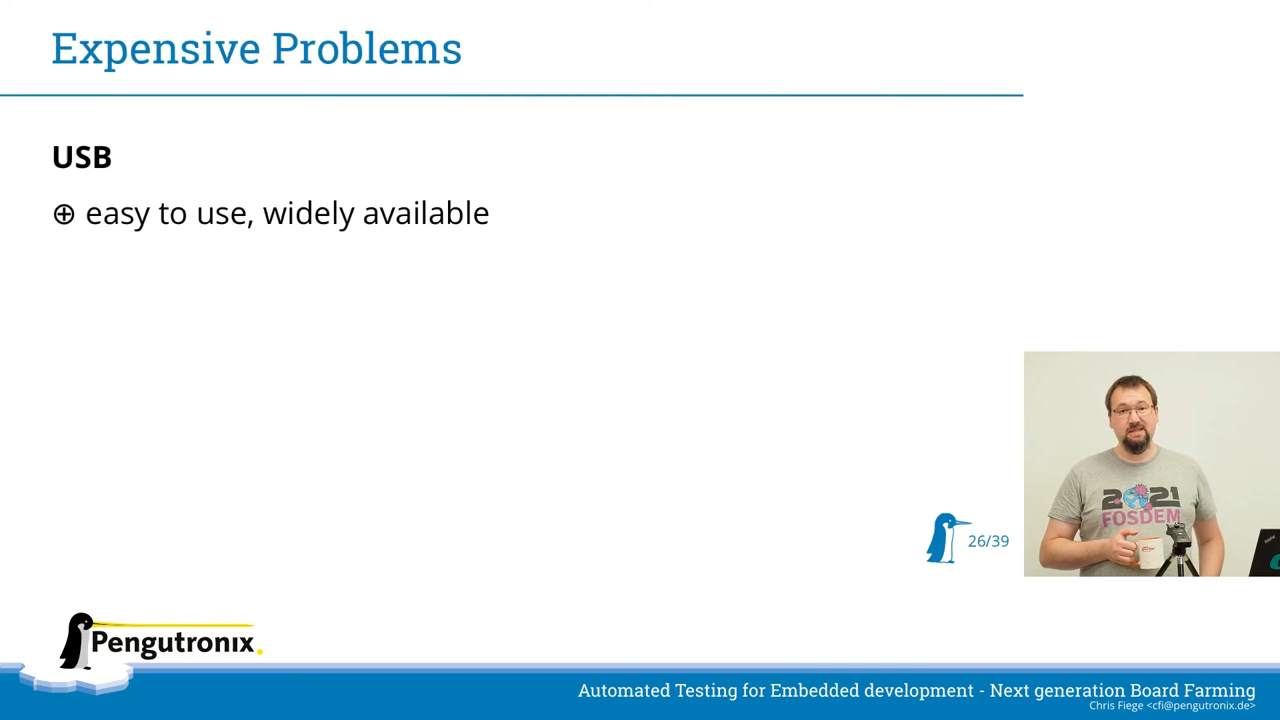 Expensive Problems
USB
⊕ easy to use, widely available
2021
FOSDEM
26/39
Pengutronix
Automated Testing for Embedded development - Next generation Board Farming
Chris Fiege <cfi@pengutronix.de>